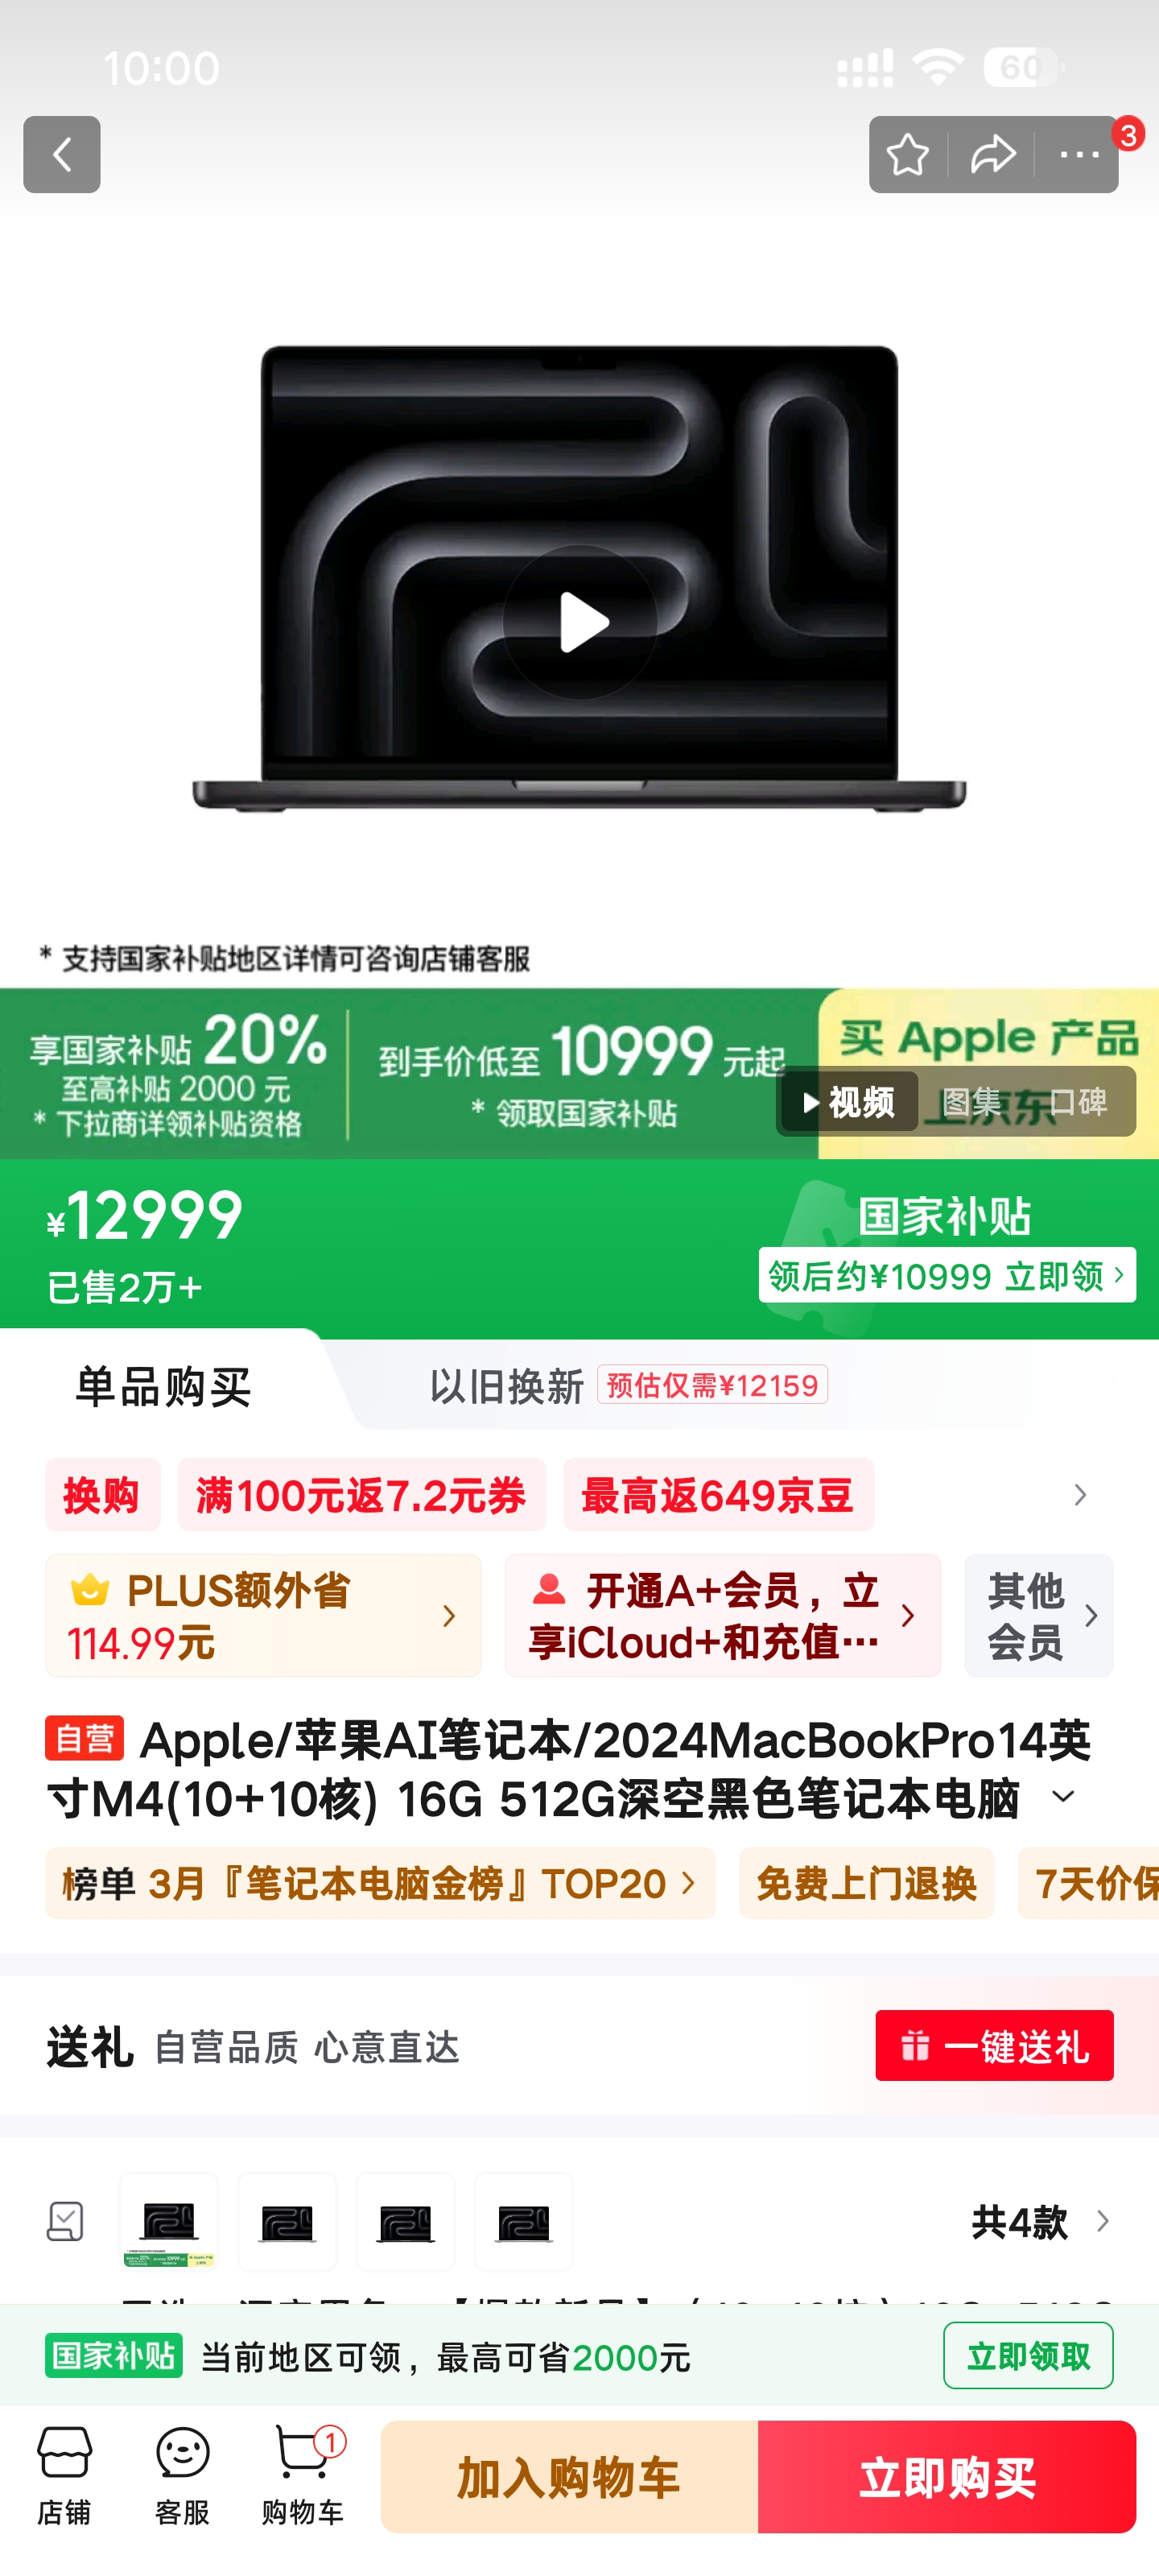 10:00
60
3
* 支持国家补贴地区详情可咨询店铺客服
享国家补贴 20%
至高补贴 2000 元
* 下拉商详领补贴资格
到手价低至 10999 元起
* 领取国家补贴
买 Apple 产品
上京东
视频
图集
口碑
¥12999
已售2万+
国家补贴
领后约¥10999 立即领
单品购买
以旧换新 预估仅需¥12159
换购
满100元返7.2元券
最高返649京豆
PLUS额外省
114.99元
开通A+会员，立
享iCloud+和充值…
其他
会员
自营 Apple/苹果AI笔记本/2024MacBookPro14英
寸M4(10+10核) 16G 512G深空黑色笔记本电脑
榜单 3月『笔记本电脑金榜』TOP20
免费上门退换
7天价保
送礼 自营品质 心意直达
一键送礼
共4款
国家补贴 当前地区可领，最高可省2000元
立即领取
店铺
客服
1
购物车
加入购物车
立即购买